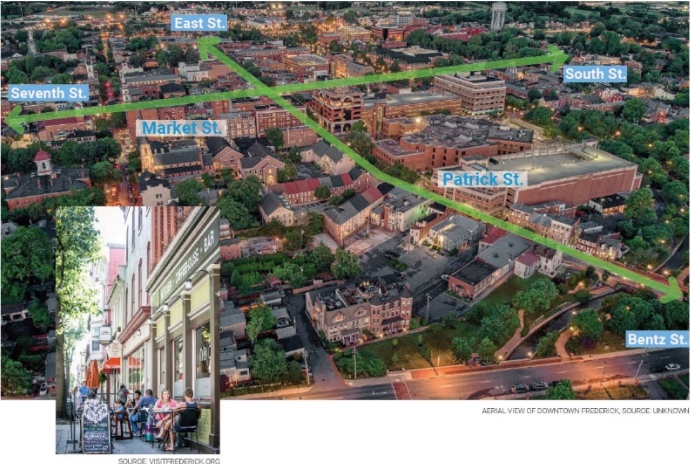 East St.
South St.
Seventh St.
Market St.
Patrick St.
Bentz St.
AERIAL VIEW OF DOWNTOWN FREDERICK, SOURCE: UNKNOWN
BAR
SOURCE: VISITFREDERICK.ORG